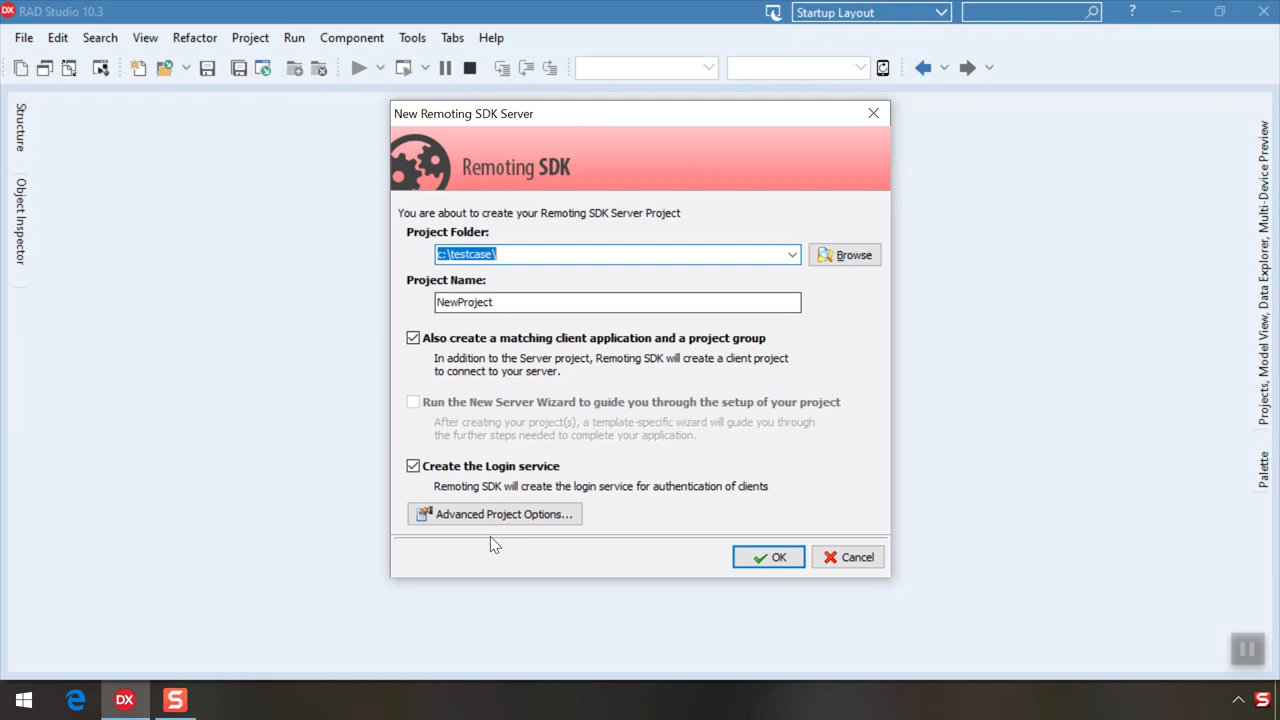 DX RAD Studio 10.3
Startup Layout
?
File Edit Search View Refactor Project Run Component Tools Tabs Help
Structure
Object Inspector
New Remoting SDK Server
Remoting SDK
You are about to create your Remoting SDK Server Project
Project Folder:
c:\testcase\
Browse
Project Name:
NewProject
Also create a matching client application and a project group
In addition to the Server project, Remoting SDK will create a client project
to connect to your server.
Run the New Server Wizard to guide you through the setup of your project
After creating your project(s), a template-specific wizard will guide you through
the further steps needed to complete your application.
Create the Login service
Remoting SDK will create the login service for authentication of clients
Advanced Project Options...
OK Cancel
Projects, Model View, Data Explorer, Multi-Device Preview
Palette
DX
S
S